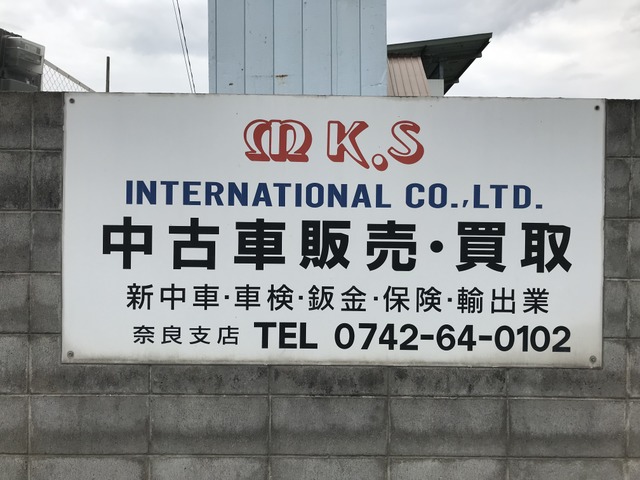 M K.S
INTERNATIONAL CO.,LTD.
中古車販売・買取
新中車・車検・鈑金・保険・輸出業
奈良支店 TEL 0742-64-0102